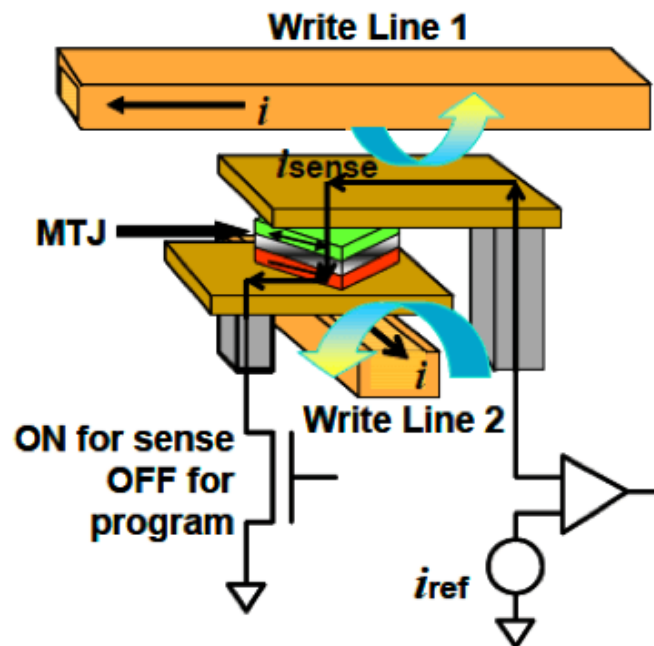 Write Line 1
i
Isense
MTJ
i
Write Line 2
ON for sense
OFF for
program
iref